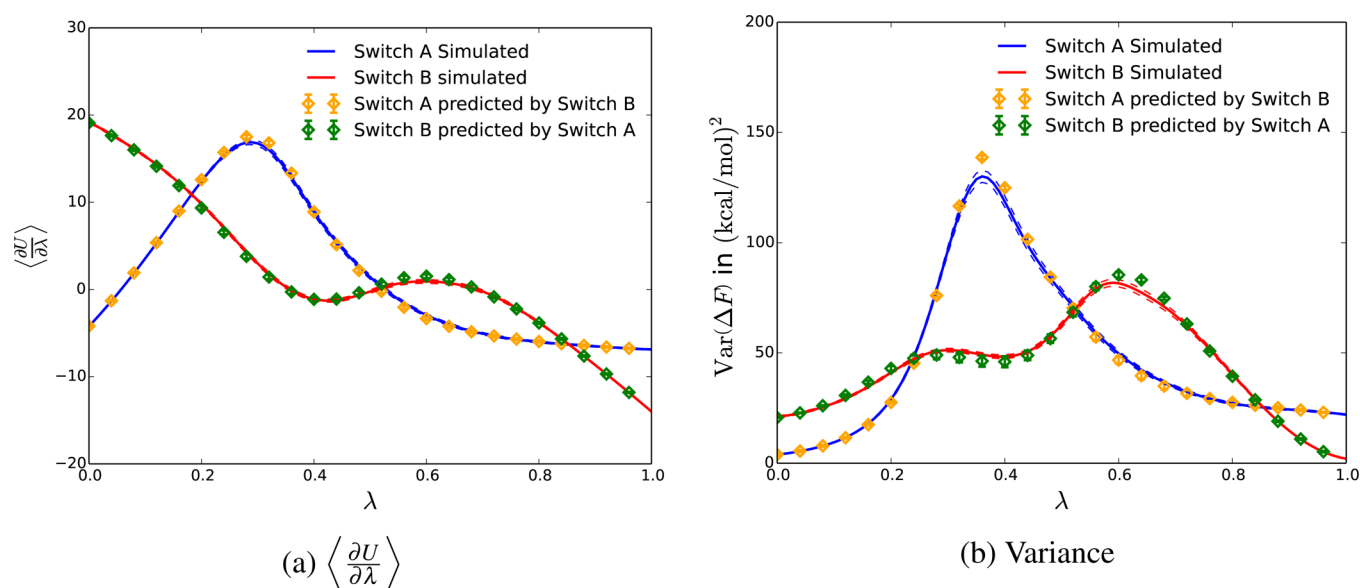 30
20
10
0
−10
−20
⟨∂U/∂λ⟩
Switch A Simulated
Switch B simulated
Switch A predicted by Switch B
Switch B predicted by Switch A
0.0 0.2 0.4 0.6 0.8 1.0
λ
(a) ⟨∂U/∂λ⟩
200
150
100
50
0
Var(ΔF) in (kcal/mol)²
Switch A Simulated
Switch B Simulated
Switch A predicted by Switch B
Switch B predicted by Switch A
0.0 0.2 0.4 0.6 0.8 1.0
λ
(b) Variance